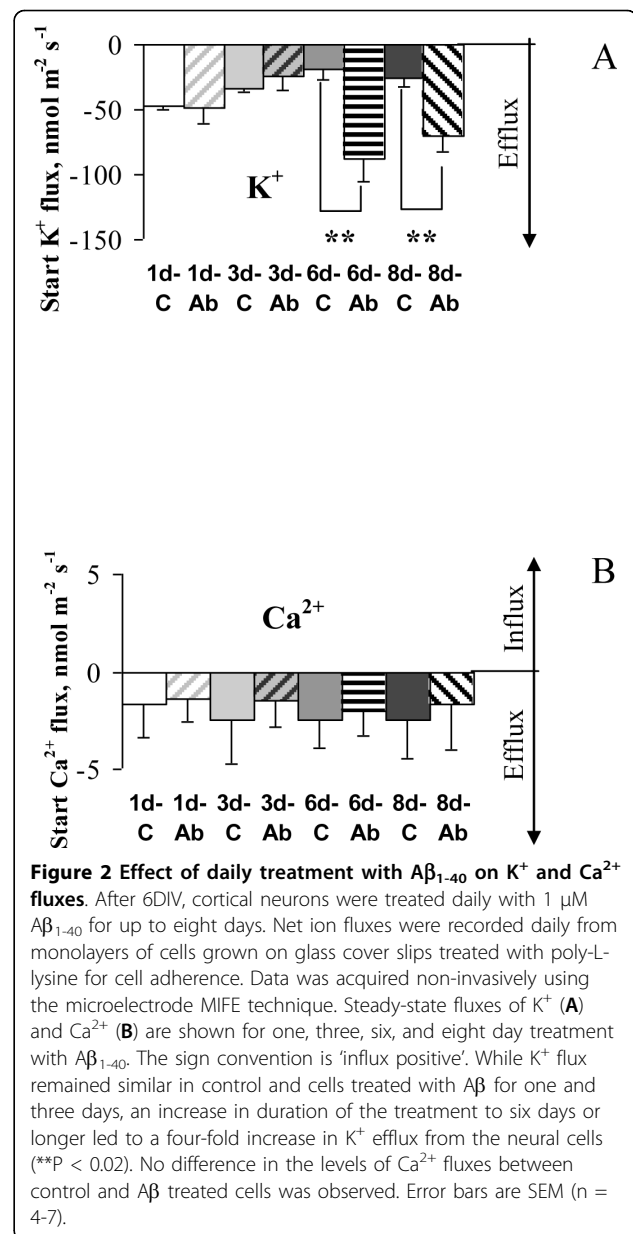 A
0
-50
-100
-150
Start K⁺ flux, nmol m⁻² s⁻¹
K⁺
Efflux
** **
1d- 1d- 3d- 3d- 6d- 6d- 8d- 8d-
C Ab C Ab C Ab C Ab
B
5
0
-5
Start Ca²⁺ flux, nmol m⁻² s⁻¹
Ca²⁺
Influx
Efflux
1d- 1d- 3d- 3d- 6d- 6d- 8d- 8d-
C Ab C Ab C Ab C Ab
Figure 2 Effect of daily treatment with Aβ₁₋₄₀ on K⁺ and Ca²⁺
fluxes. After 6DIV, cortical neurons were treated daily with 1 μM
Aβ₁₋₄₀ for up to eight days. Net ion fluxes were recorded daily from
monolayers of cells grown on glass cover slips treated with poly-L-
lysine for cell adherence. Data was acquired non-invasively using
the microelectrode MIFE technique. Steady-state fluxes of K⁺ (A)
and Ca²⁺ (B) are shown for one, three, six, and eight day treatment
with Aβ₁₋₄₀. The sign convention is ‘influx positive’. While K⁺ flux
remained similar in control and cells treated with Aβ for one and
three days, an increase in duration of the treatment to six days or
longer led to a four-fold increase in K⁺ efflux from the neural cells
(**P < 0.02). No difference in the levels of Ca²⁺ fluxes between
control and Aβ treated cells was observed. Error bars are SEM (n =
4-7).